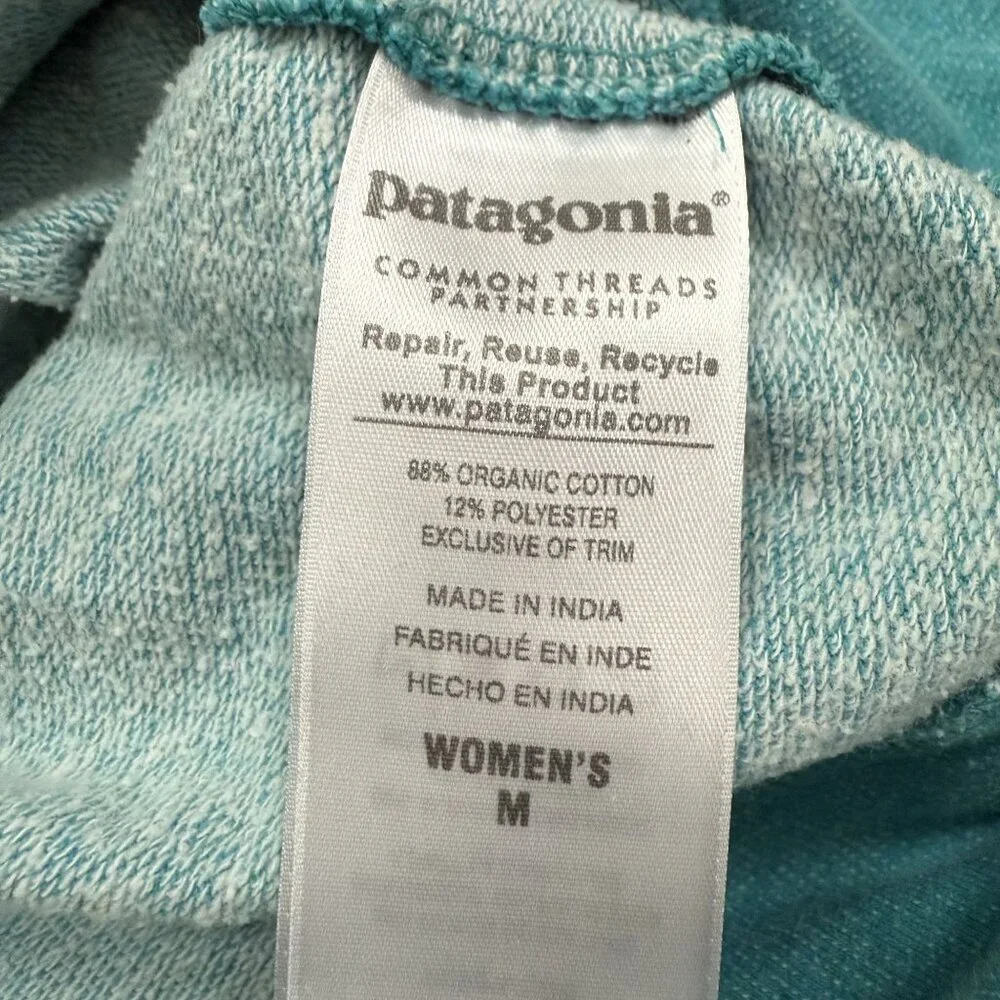 patagonia®
COMMON THREADS
PARTNERSHIP
Repair, Reuse, Recycle
This Product
www.patagonia.com
88% ORGANIC COTTON
12% POLYESTER
EXCLUSIVE OF TRIM
MADE IN INDIA
FABRIQUÉ EN INDE
HECHO EN INDIA
WOMEN'S
M